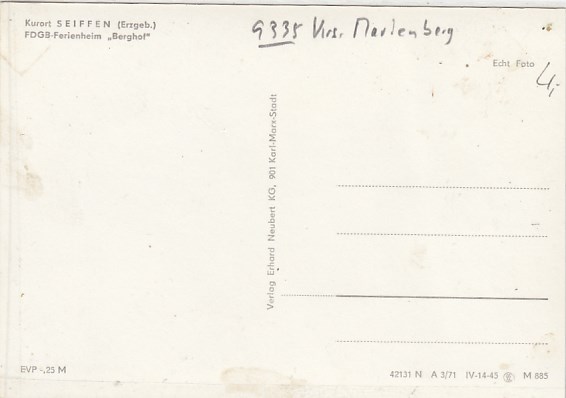 Kurort SEIFFEN (Erzgeb.)
FDGB-Ferienheim „Berghof"
9335 Krs. Marienberg
Echt Foto
4,-
Verlag Erhard Neubert KG, 901 Karl-Marx-Stadt
EVP -,25 M
42131 N A 3/71 IV-14-45 M 885